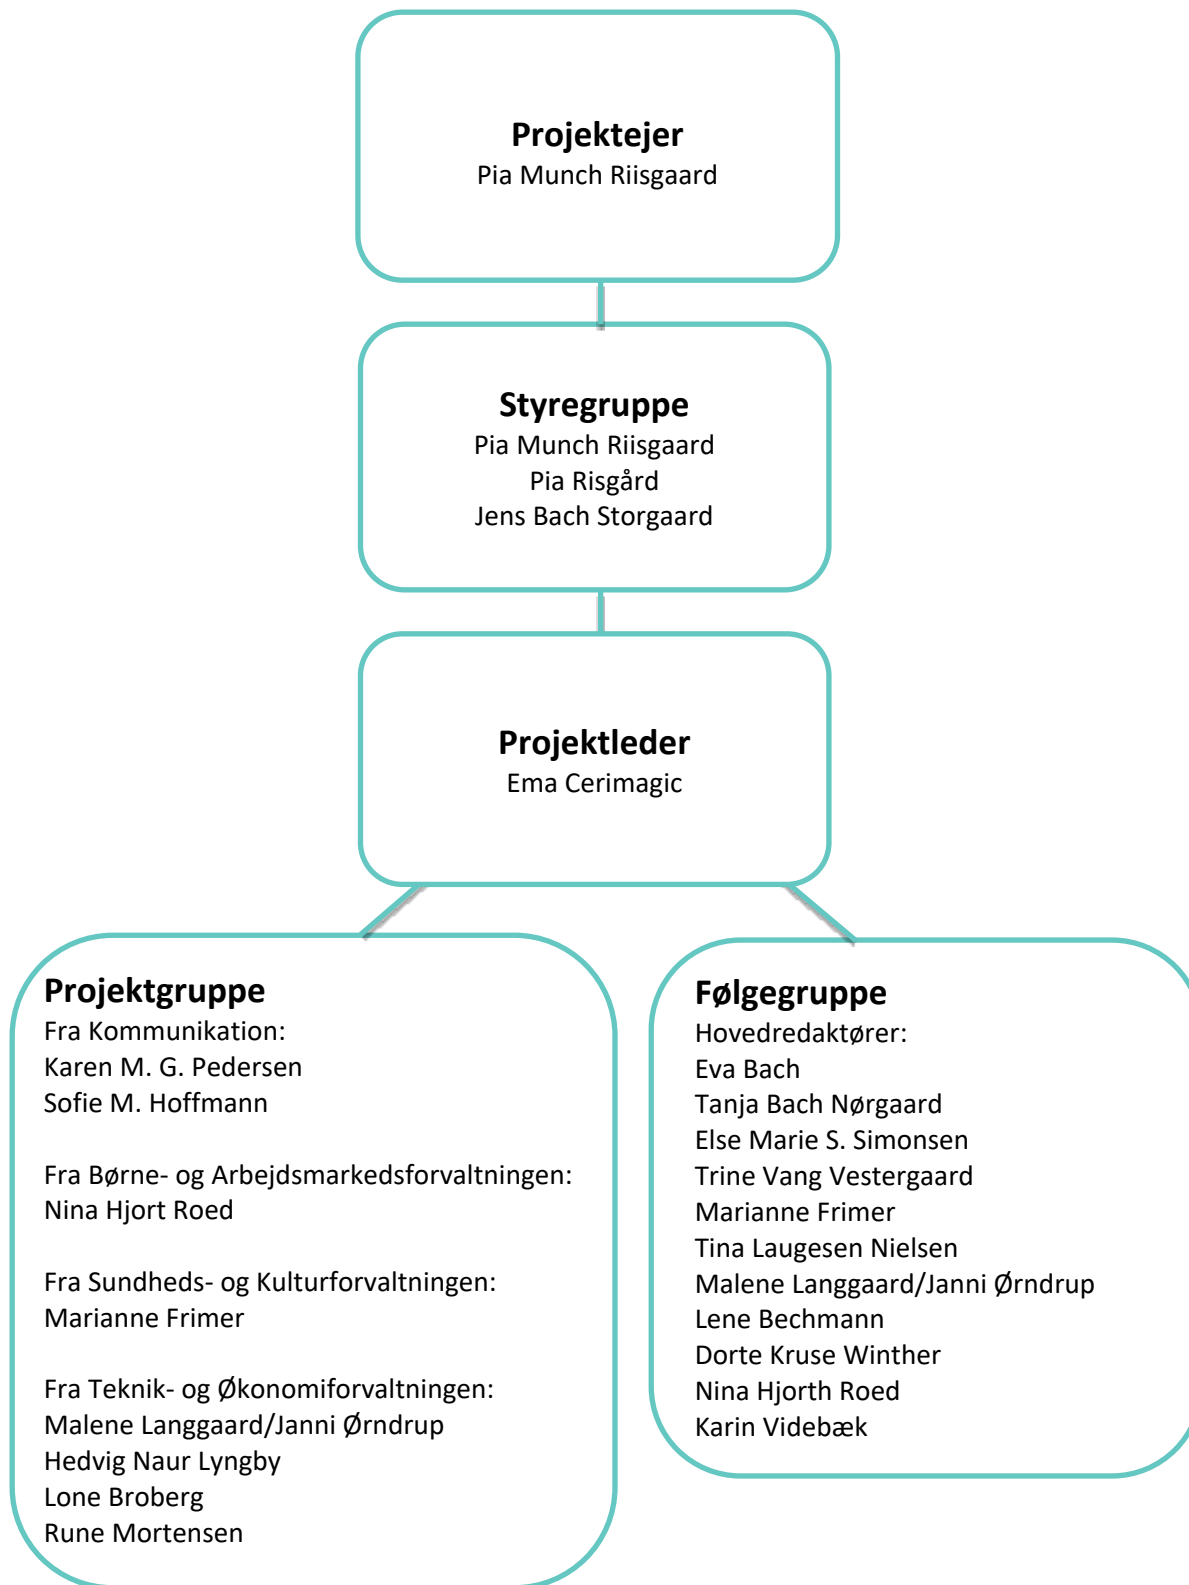 Projektejer
Pia Munch Riisgaard
Styregruppe
Pia Munch Riisgaard
Pia Risgård
Jens Bach Storgaard
Projektleder
Ema Cerimagic
Projektgruppe
Fra Kommunikation:
Karen M. G. Pedersen
Sofie M. Hoffmann
Fra Børne- og Arbejdsmarkedsforvaltningen:
Nina Hjort Roed
Fra Sundheds- og Kulturforvaltningen:
Marianne Frimer
Fra Teknik- og Økonomiforvaltningen:
Malene Langgaard/Janni Ørndrup
Hedvig Naur Lyngby
Lone Broberg
Rune Mortensen
Følgegruppe
Hovedredaktører:
Eva Bach
Tanja Bach Nørgaard
Else Marie S. Simonsen
Trine Vang Vestergaard
Marianne Frimer
Tina Laugesen Nielsen
Malene Langgaard/Janni Ørndrup
Lene Bechmann
Dorte Kruse Winther
Nina Hjorth Roed
Karin Videbæk